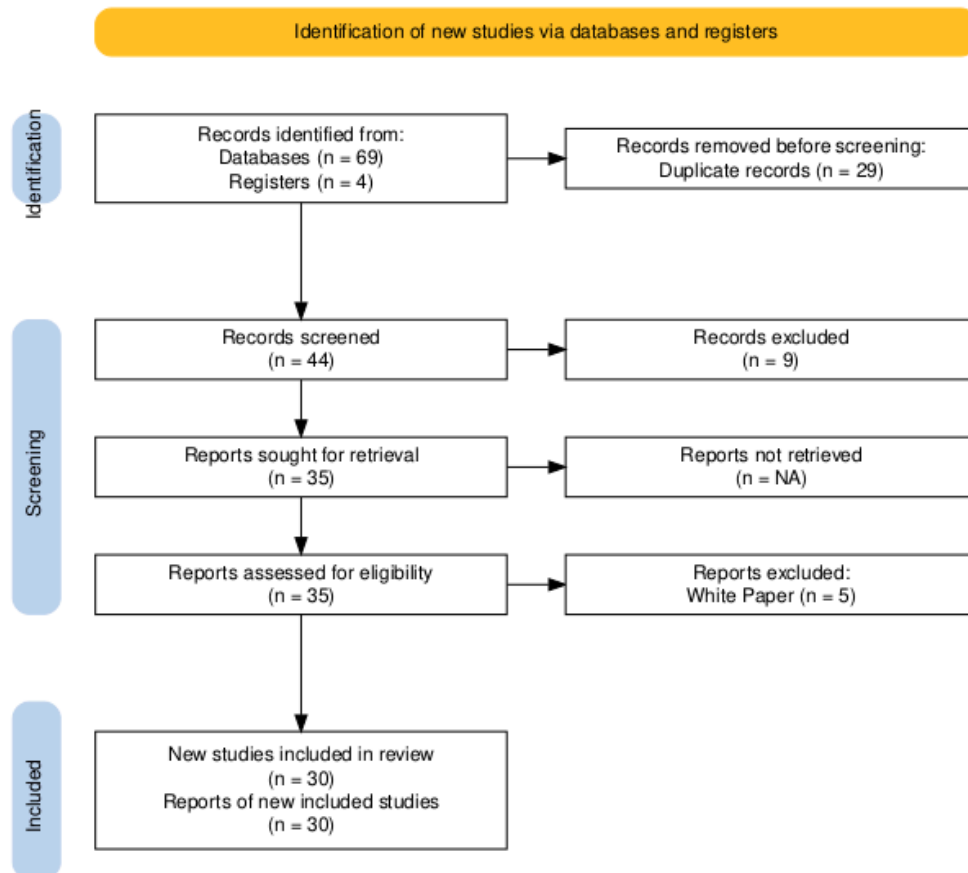 Identification of new studies via databases and registers
Identification
Records identified from:
Databases (n = 69)
Registers (n = 4)
Records removed before screening:
Duplicate records (n = 29)
Screening
Records screened
(n = 44)
Records excluded
(n = 9)
Reports sought for retrieval
(n = 35)
Reports not retrieved
(n = NA)
Reports assessed for eligibility
(n = 35)
Reports excluded:
White Paper (n = 5)
Included
New studies included in review
(n = 30)
Reports of new included studies
(n = 30)